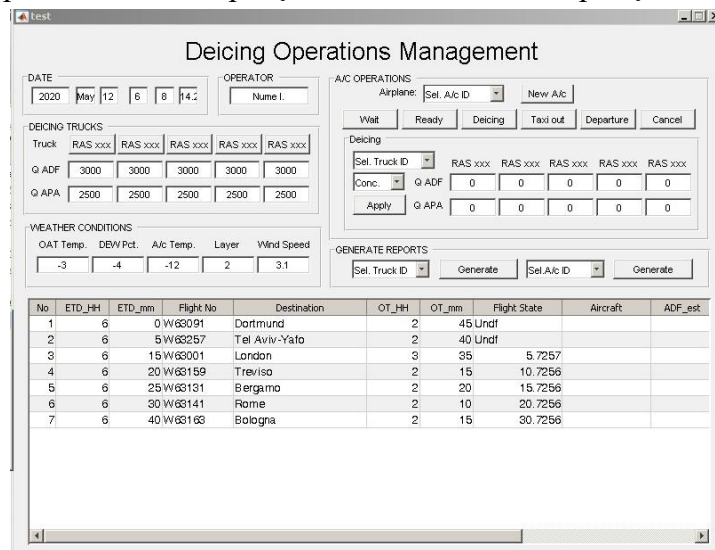 test
Deicing Operations Management
DATE
2020 May 12 6 8 14.2
OPERATOR
Nume I.
DEICING TRUCKS
Truck RAS xxx RAS xxx RAS xxx RAS xxx RAS xxx
Q ADF 3000 3000 3000 3000 3000
Q APA 2500 2500 2500 2500 2500
WEATHER CONDITIONS
OAT Temp. DEW Pct. A/c Temp. Layer Wind Speed
-3 -4 -12 2 3.1
A/C OPERATIONS
Airplane: Sel. A/c ID New A/c
Wait Ready Deicing Taxi out Departure Cancel
Deicing
Sel. Truck ID RAS xxx RAS xxx RAS xxx RAS xxx RAS xxx
Conc. Q ADF 0 0 0 0 0
Apply Q APA 0 0 0 0 0
GENERATE REPORTS
Sel. Truck ID Generate Sel.A/c ID Generate
No ETD_HH ETD_mm Flight No Destination OT_HH OT_mm Flight State Aircraft ADF_est
1 6 0 W63091 Dortmund 2 45 Undf
2 6 5 W63257 Tel Aviv-Yafo 2 40 Undf
3 6 15 W63001 London 3 35 5.7257
4 6 20 W63159 Treviso 2 15 10.7256
5 6 25 W63131 Bergamo 2 20 15.7256
6 6 30 W63141 Rome 2 10 20.7256
7 6 40 W63163 Bologna 2 15 30.7256